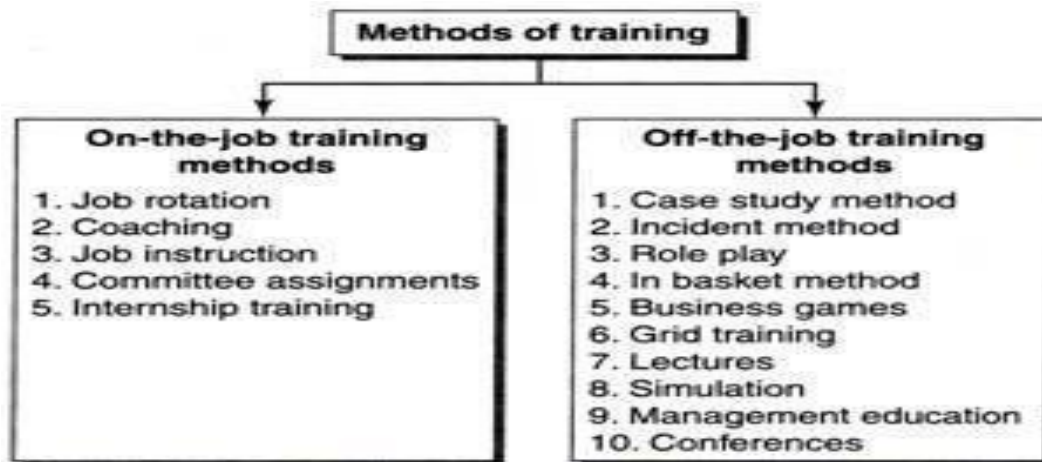 Methods of training
On-the-job training
methods
1. Job rotation
2. Coaching
3. Job instruction
4. Committee assignments
5. Internship training
Off-the-job training
methods
1. Case study method
2. Incident method
3. Role play
4. In basket method
5. Business games
6. Grid training
7. Lectures
8. Simulation
9. Management education
10. Conferences